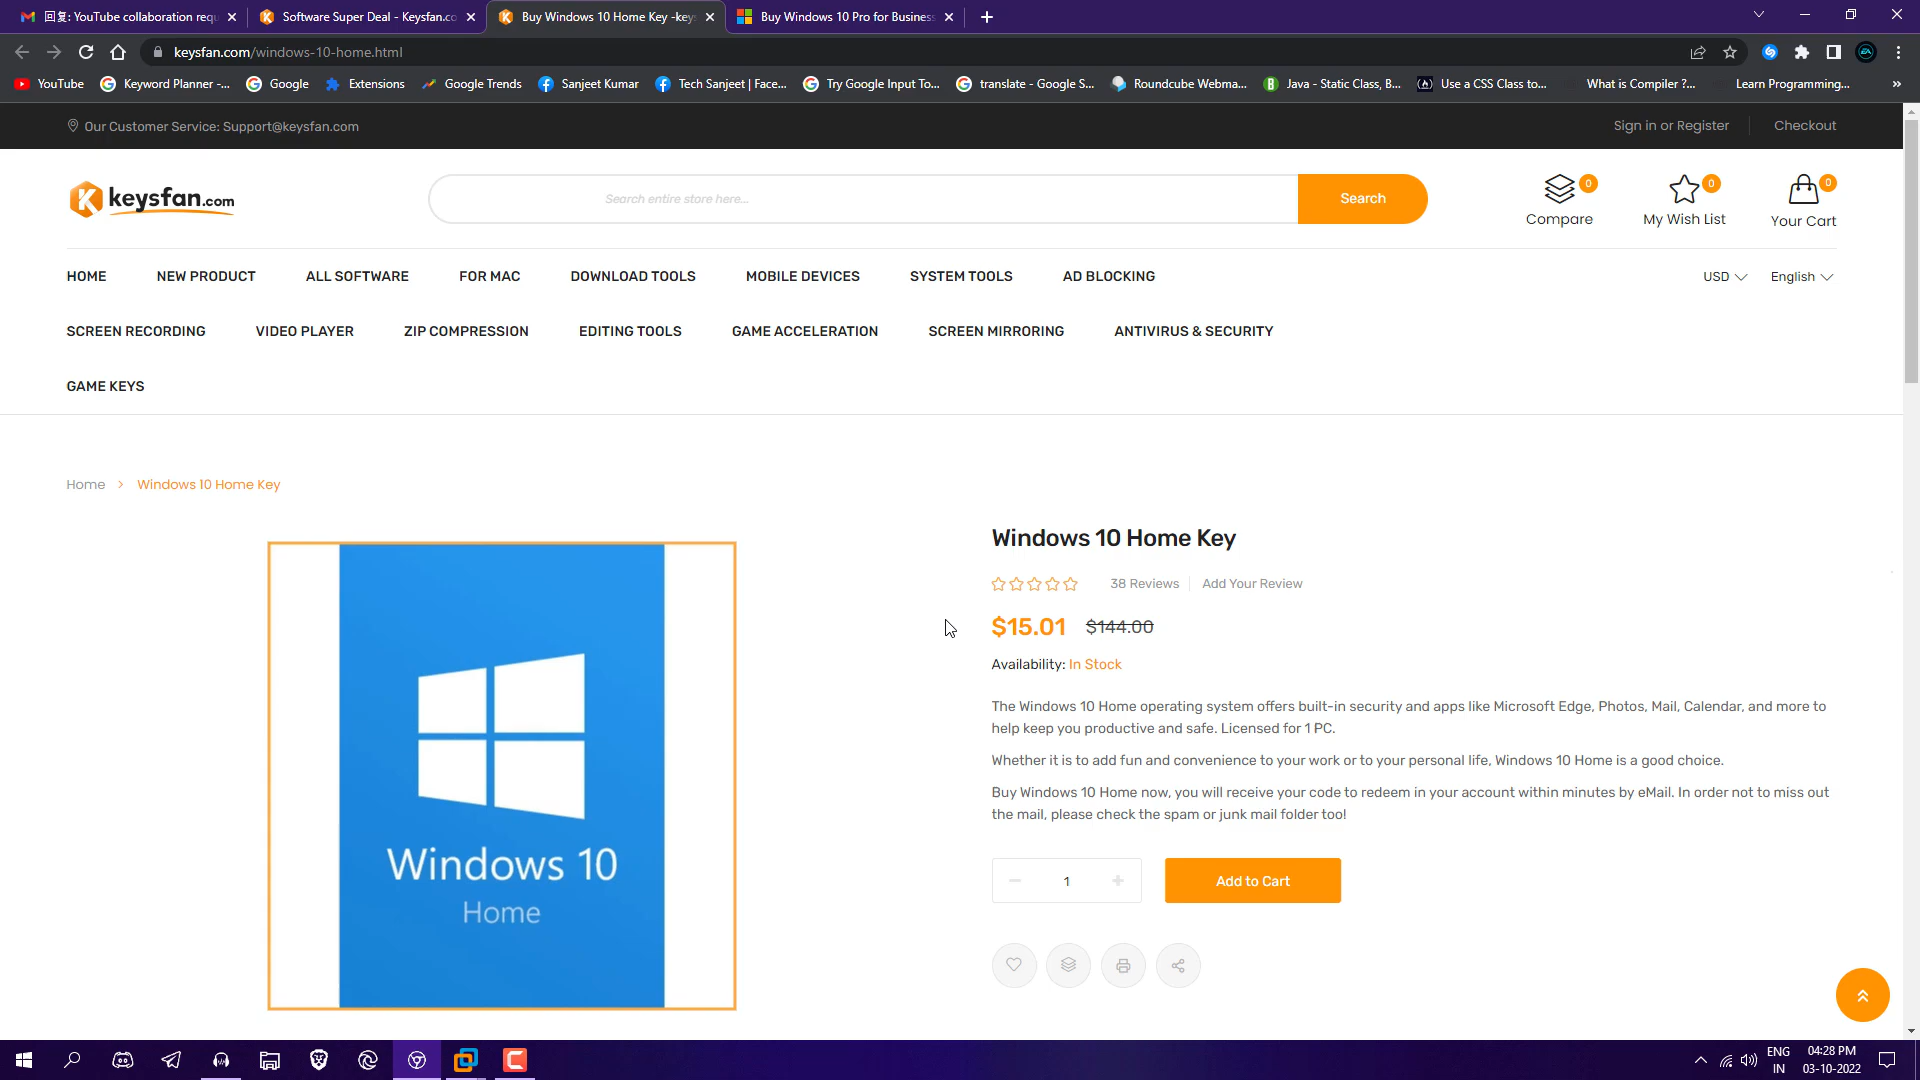 回复: YouTube collaboration requ
Software Super Deal - Keysfan.co
Buy Windows 10 Home Key -keys
Buy Windows 10 Pro for Business
keysfan.com/windows-10-home.html
YouTube
Keyword Planner -...
Google
Extensions
Google Trends
Sanjeet Kumar
Tech Sanjeet | Face...
Try Google Input To...
translate - Google S...
Roundcube Webma...
Java - Static Class, B...
Use a CSS Class to...
What is Compiler ?...
Learn Programming...
»
Our Customer Service: Support@keysfan.com
Sign in or Register
Checkout
keysfan.com
Search entire store here...
Search
0
Compare
0
My Wish List
0
Your Cart
HOME
NEW PRODUCT
ALL SOFTWARE
FOR MAC
DOWNLOAD TOOLS
MOBILE DEVICES
SYSTEM TOOLS
AD BLOCKING
USD
English
SCREEN RECORDING
VIDEO PLAYER
ZIP COMPRESSION
EDITING TOOLS
GAME ACCELERATION
SCREEN MIRRORING
ANTIVIRUS & SECURITY
GAME KEYS
Home > Windows 10 Home Key
Windows 10
Home
Windows 10 Home Key
38 Reviews
Add Your Review
$15.01 $144.00
Availability: In Stock
The Windows 10 Home operating system offers built-in security and apps like Microsoft Edge, Photos, Mail, Calendar, and more to
help keep you productive and safe. Licensed for 1 PC.
Whether it is to add fun and convenience to your work or to your personal life, Windows 10 Home is a good choice.
Buy Windows 10 Home now, you will receive your code to redeem in your account within minutes by eMail. In order not to miss out
the mail, please check the spam or junk mail folder too!
1
Add to Cart
ENG
IN
04:28 PM
03-10-2022